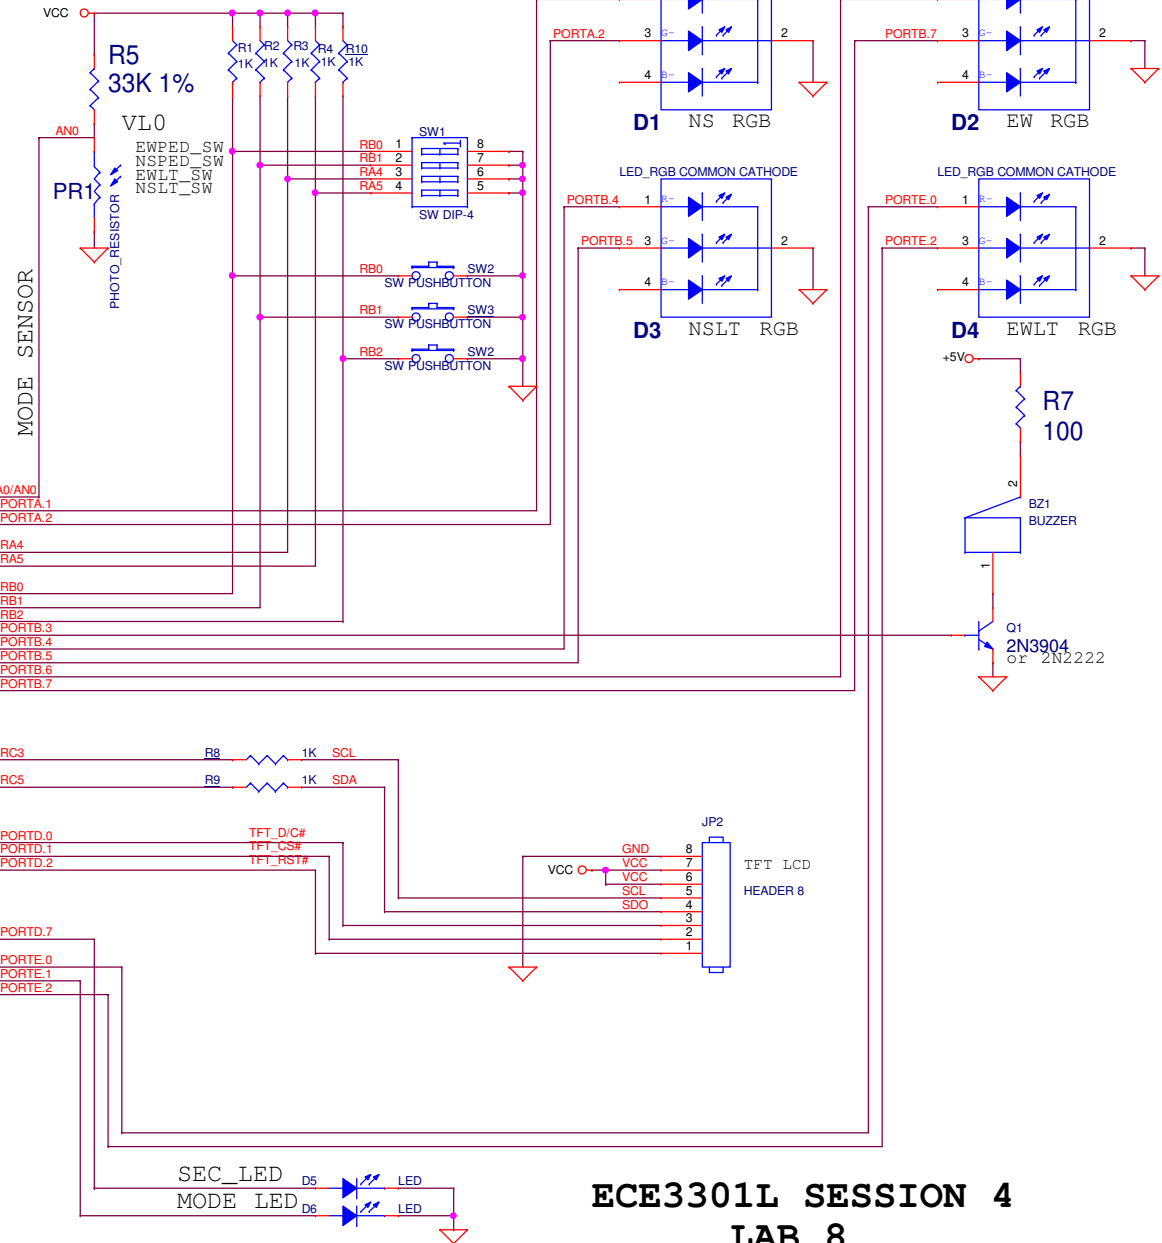 VCC
R5
33K 1%
R1
1K
R2
1K
R3
1K
R4
1K
R10
1K
AN0
VL0
EWPED_SW
NSPED_SW
EWLT_SW
NSLT_SW
PR1
PHOTO_RESISTOR
MODE SENSOR
SW1
RB0 1 8
RB1 2 7
RA4 3 6
RA5 4 5
SW DIP-4
RB0 SW2
SW PUSHBUTTON
RB1 SW3
SW PUSHBUTTON
RB2 SW2
SW PUSHBUTTON
PORTA.2 3 G- 2
4 B-
D1 NS RGB
PORTB.7 3 G- 2
4 B-
D2 EW RGB
LED_RGB COMMON CATHODE
PORTB.4 1 R-
PORTB.5 3 G- 2
4 B-
D3 NSLT RGB
LED_RGB COMMON CATHODE
PORTE.0 1 R-
PORTE.2 3 G- 2
4 B-
D4 EWLT RGB
+5V
R7
100
2
BZ1
BUZZER
1
Q1
2N3904
or 2N2222
A0/AN0
PORTA.1
PORTA.2
RA4
RA5
RB0
RB1
RB2
PORTB.3
PORTB.4
PORTB.5
PORTB.6
PORTB.7
RC3 R8 1K SCL
RC5 R9 1K SDA
PORTD.0 TFT_D/C#
PORTD.1 TFT_CS#
PORTD.2 TFT_RST#
JP2
GND 8
VCC VCC 7
VCC 6
SCL 5
SDO 4
3
2
1
TFT LCD
HEADER 8
PORTD.7
PORTE.0
PORTE.1
PORTE.2
SEC_LED D5 LED
MODE LED D6 LED
ECE3301L SESSION 4
LAB 8